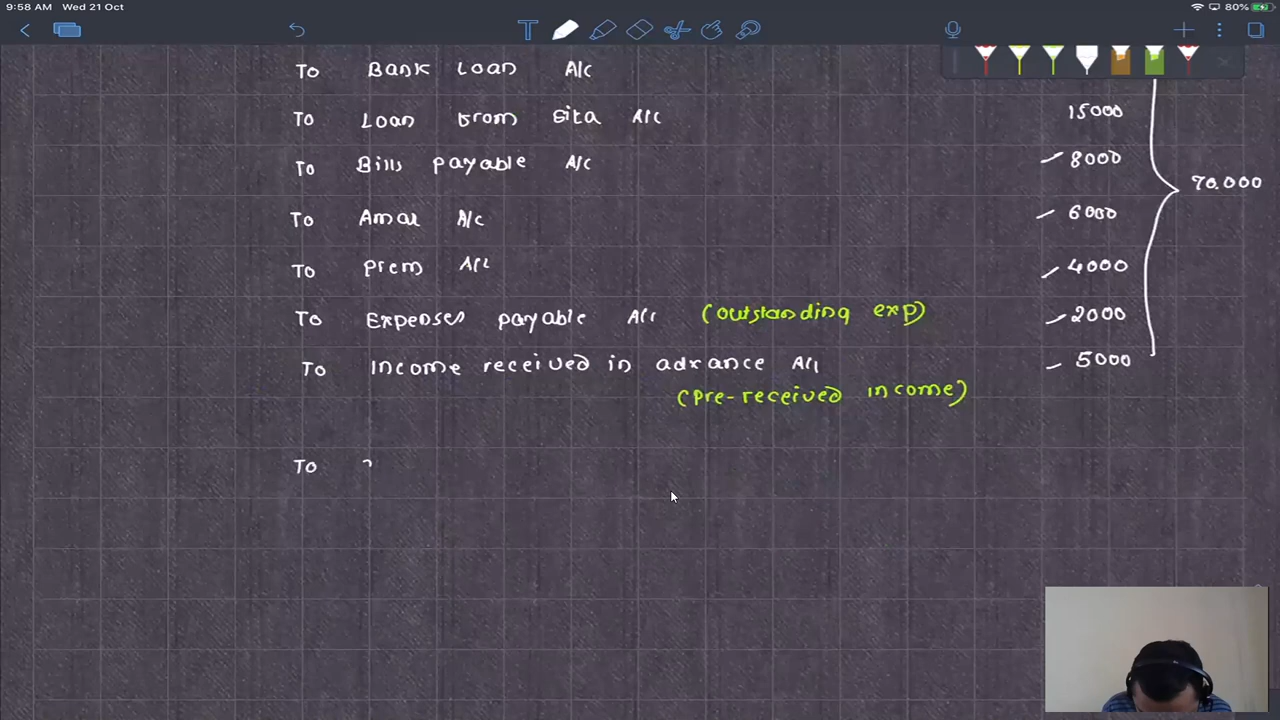 9:58 AM Wed 21 Oct
80%
To Bank Loan A/c
15000
To Loan from Sita A/c
To Bills payable A/c 8000
70,000
To Amar A/c 6000
To Prem A/c 4000
To Expenses payable A/c (outstanding exp) 2000
To Income received in advance A/c 5000
(Pre-received income)
To